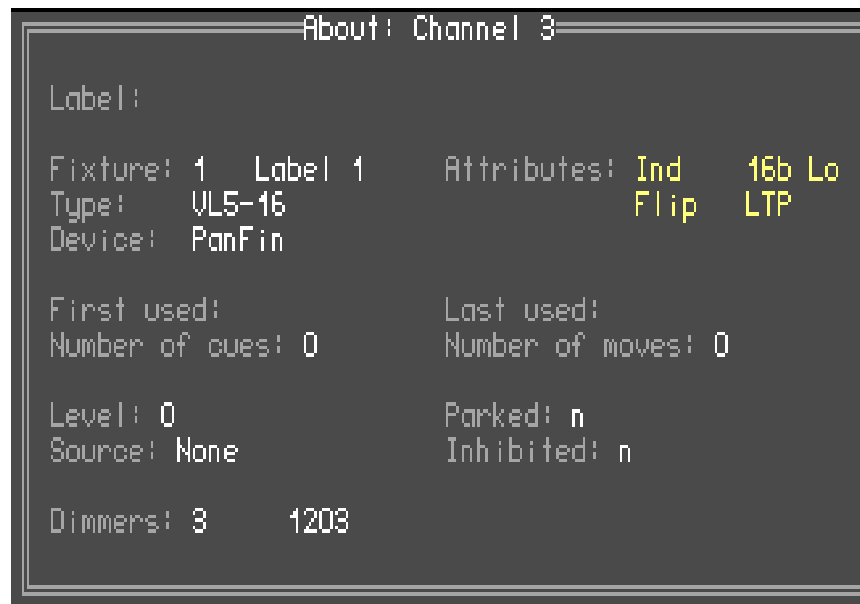 About: Channel 3
Label:
Fixture: 1 Label 1 Attributes: Ind 16b Lo
Type: VL5-16 Flip LTP
Device: PanFin
First used: Last used:
Number of cues: 0 Number of moves: 0
Level: 0 Parked: n
Source: None Inhibited: n
Dimmers: 3 1203